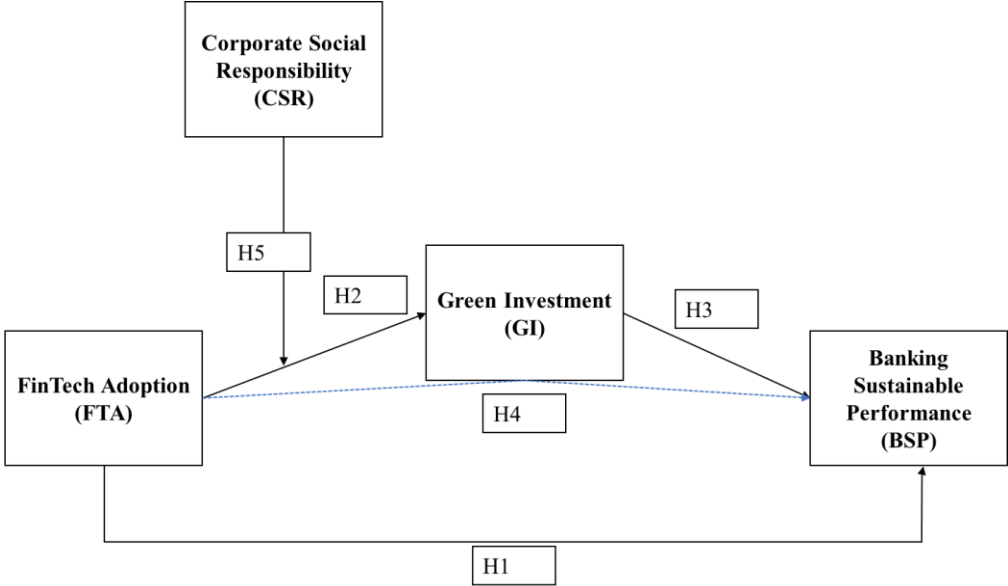 Corporate Social
Responsibility
(CSR)
H5
H2
Green Investment
(GI)
H3
FinTech Adoption
(FTA)
Banking
Sustainable
Performance
(BSP)
H4
H1